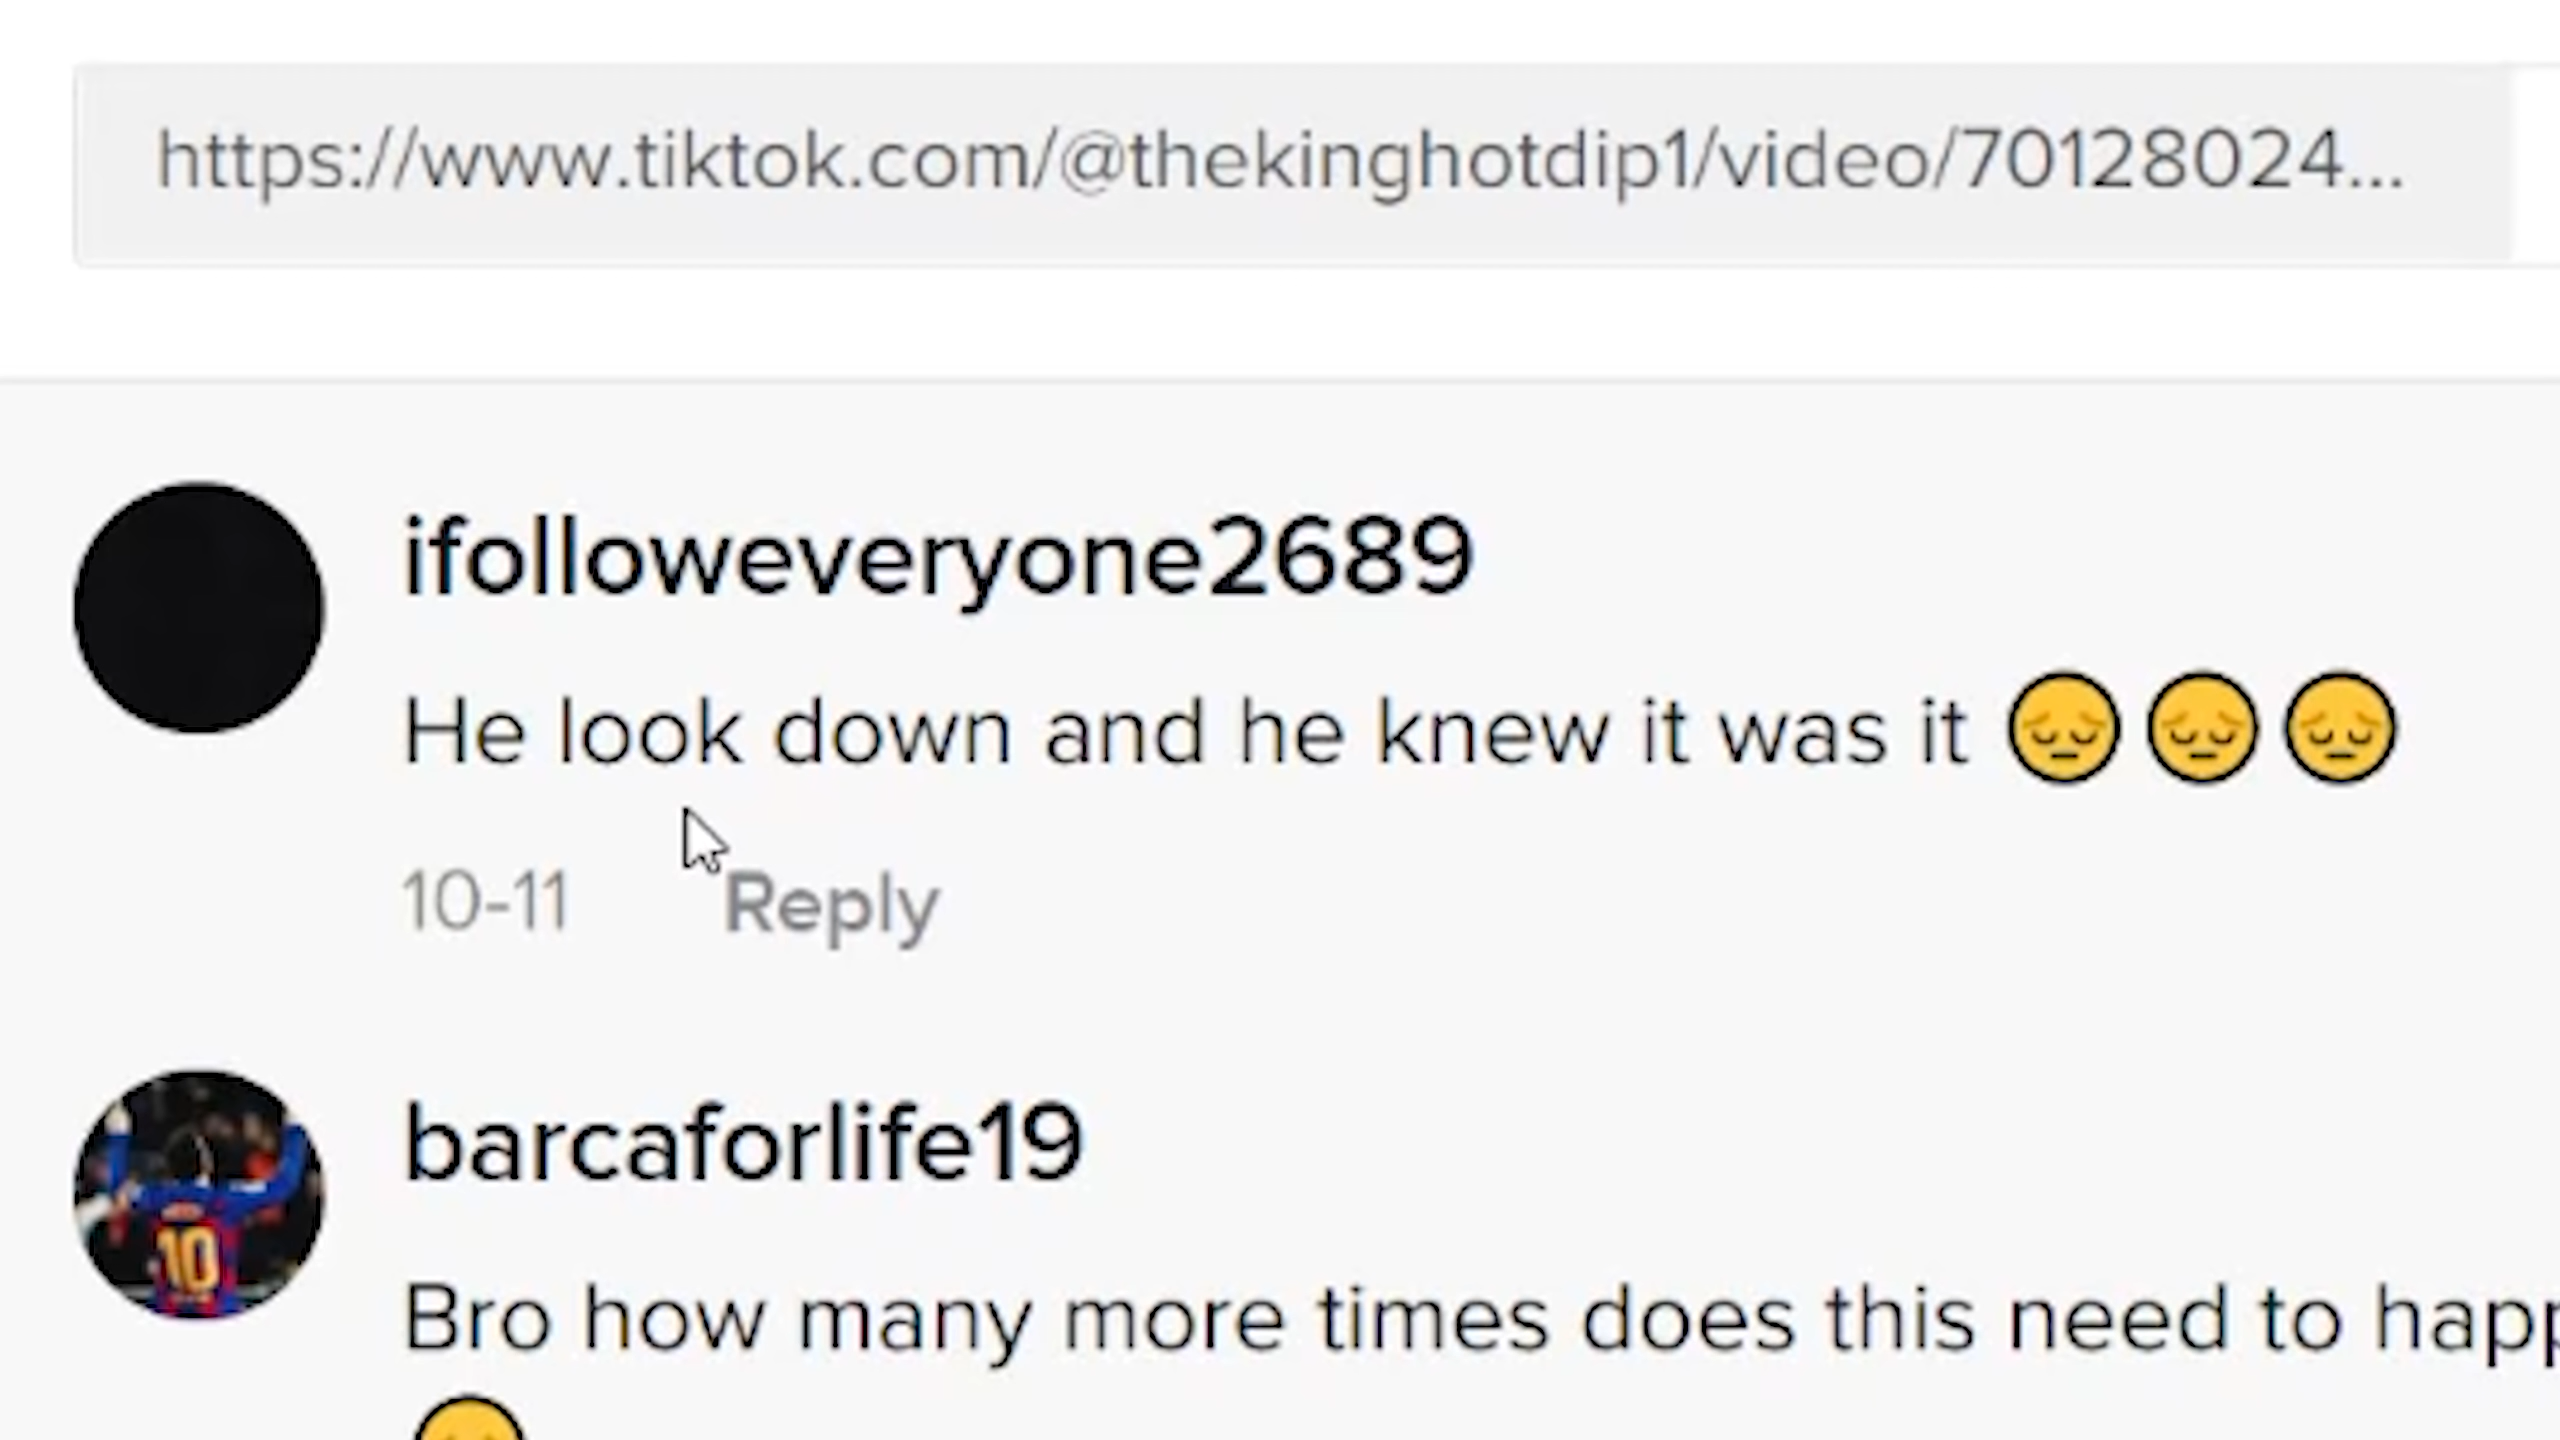 https://www.tiktok.com/@thekinghotdip1/video/70128024...
ifolloweveryone2689
He look down and he knew it was it 😔😔😔
10-11 Reply
barcaforlife19
10
Bro how many more times does this need to